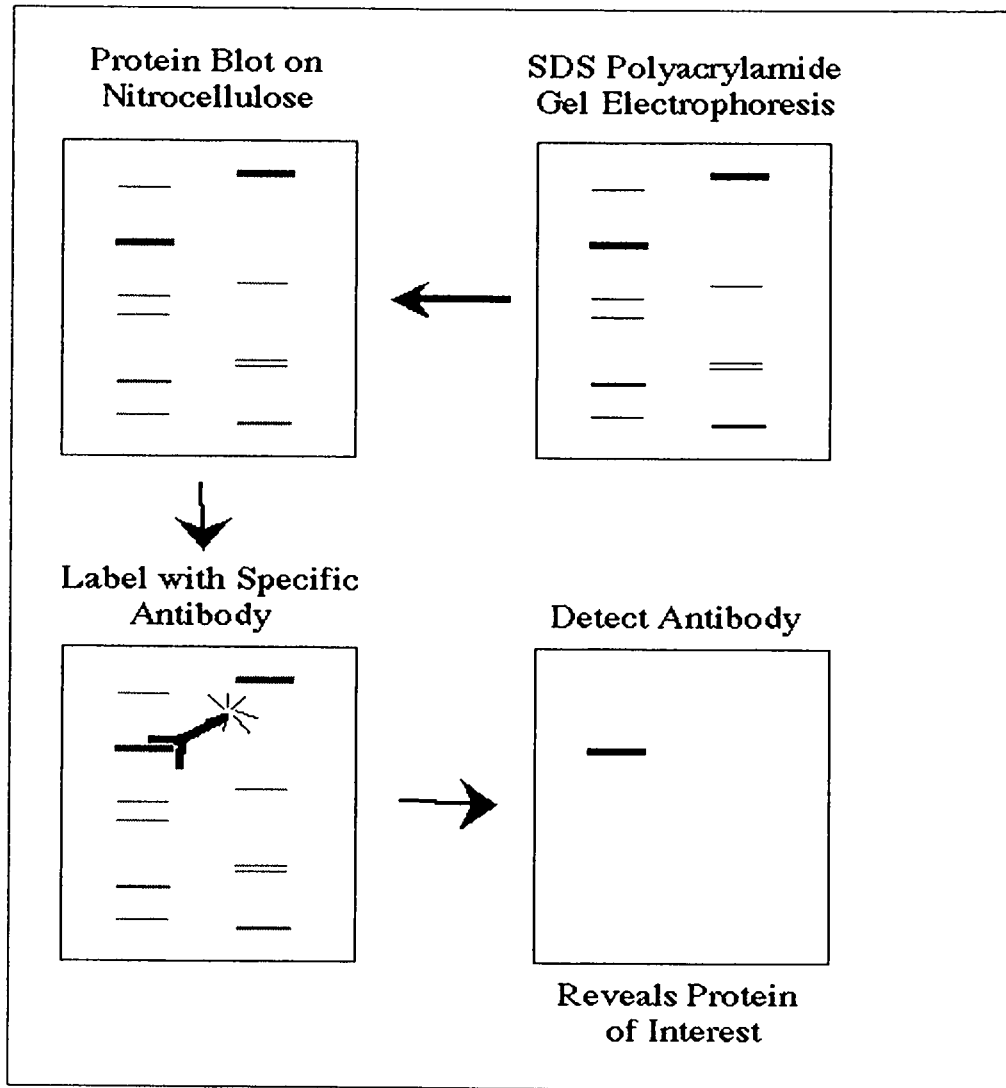 Protein Blot on
Nitrocellulose
SDS Polyacrylamide
Gel Electrophoresis
Label with Specific
Antibody
Detect Antibody
Reveals Protein
of Interest